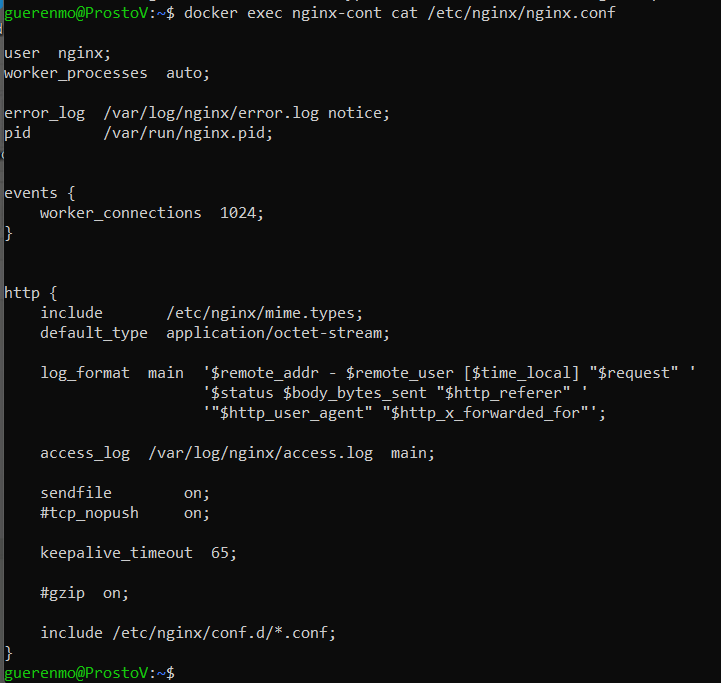 guerenmo@ProstoV:~$ docker exec nginx-cont cat /etc/nginx/nginx.conf
user  nginx;
worker_processes  auto;
error_log  /var/log/nginx/error.log notice;
pid        /var/run/nginx.pid;
events {
    worker_connections  1024;
}
http {
    include       /etc/nginx/mime.types;
    default_type  application/octet-stream;
    log_format  main  '$remote_addr - $remote_user [$time_local] "$request" '
                      '$status $body_bytes_sent "$http_referer" '
                      '"$http_user_agent" "$http_x_forwarded_for"';
    access_log  /var/log/nginx/access.log  main;
    sendfile        on;
    #tcp_nopush     on;
    keepalive_timeout  65;
    #gzip  on;
    include /etc/nginx/conf.d/*.conf;
}
guerenmo@ProstoV:~$